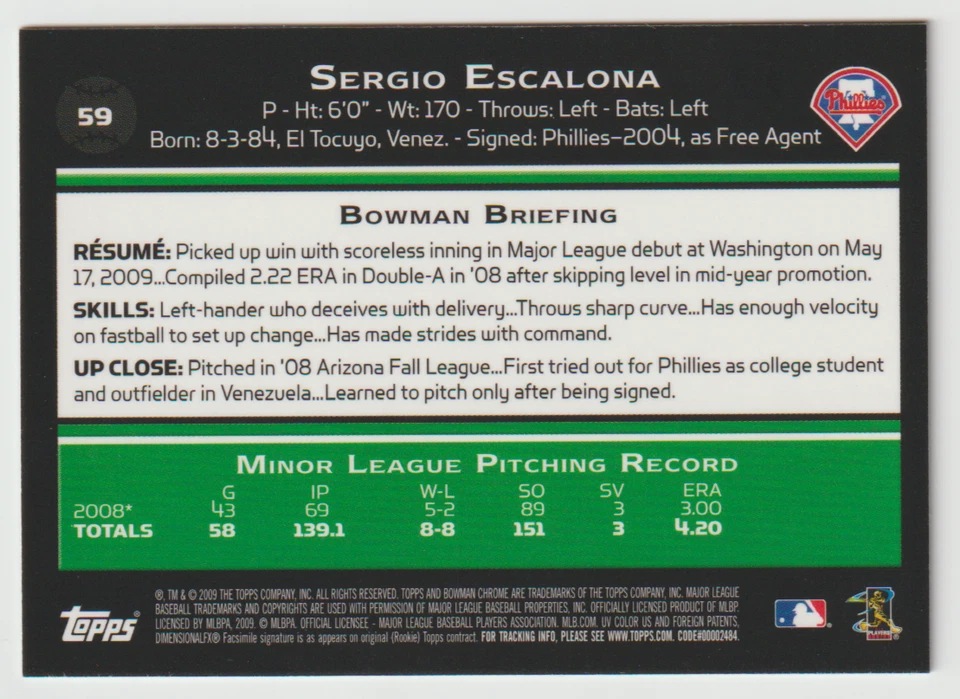 59
SERGIO ESCALONA
P - Ht: 6'0" - Wt: 170 - Throws: Left - Bats: Left
Born: 8-3-84, El Tocuyo, Venez. - Signed: Phillies–2004, as Free Agent
Phillies
BOWMAN BRIEFING
RÉSUMÉ: Picked up win with scoreless inning in Major League debut at Washington on May
17, 2009...Compiled 2.22 ERA in Double-A in '08 after skipping level in mid-year promotion.
SKILLS: Left-hander who deceives with delivery...Throws sharp curve...Has enough velocity
on fastball to set up change...Has made strides with command.
UP CLOSE: Pitched in '08 Arizona Fall League...First tried out for Phillies as college student
and outfielder in Venezuela...Learned to pitch only after being signed.
MINOR LEAGUE PITCHING RECORD
G IP W-L SO SV ERA
2008* 43 69 5-2 89 3 3.00
TOTALS 58 139.1 8-8 151 3 4.20
Topps®
®, TM & © 2009 THE TOPPS COMPANY, INC. ALL RIGHTS RESERVED. TOPPS AND BOWMAN CHROME ARE TRADEMARKS OF THE TOPPS COMPANY, INC. MAJOR LEAGUE
BASEBALL TRADEMARKS AND COPYRIGHTS ARE USED WITH PERMISSION OF MAJOR LEAGUE BASEBALL PROPERTIES, INC. OFFICIALLY LICENSED PRODUCT OF MLBP.
LICENSED BY MLBPA, 2009. © MLBPA. OFFICIAL LICENSEE - MAJOR LEAGUE BASEBALL PLAYERS ASSOCIATION. MLB.COM. UV COLOR US AND FOREIGN PATENTS,
DIMENSIONALFX® Facsimile signature is as appears on original (Rookie) Topps contract. FOR TRACKING INFO, PLEASE SEE WWW.TOPPS.COM. CODE#00002484.